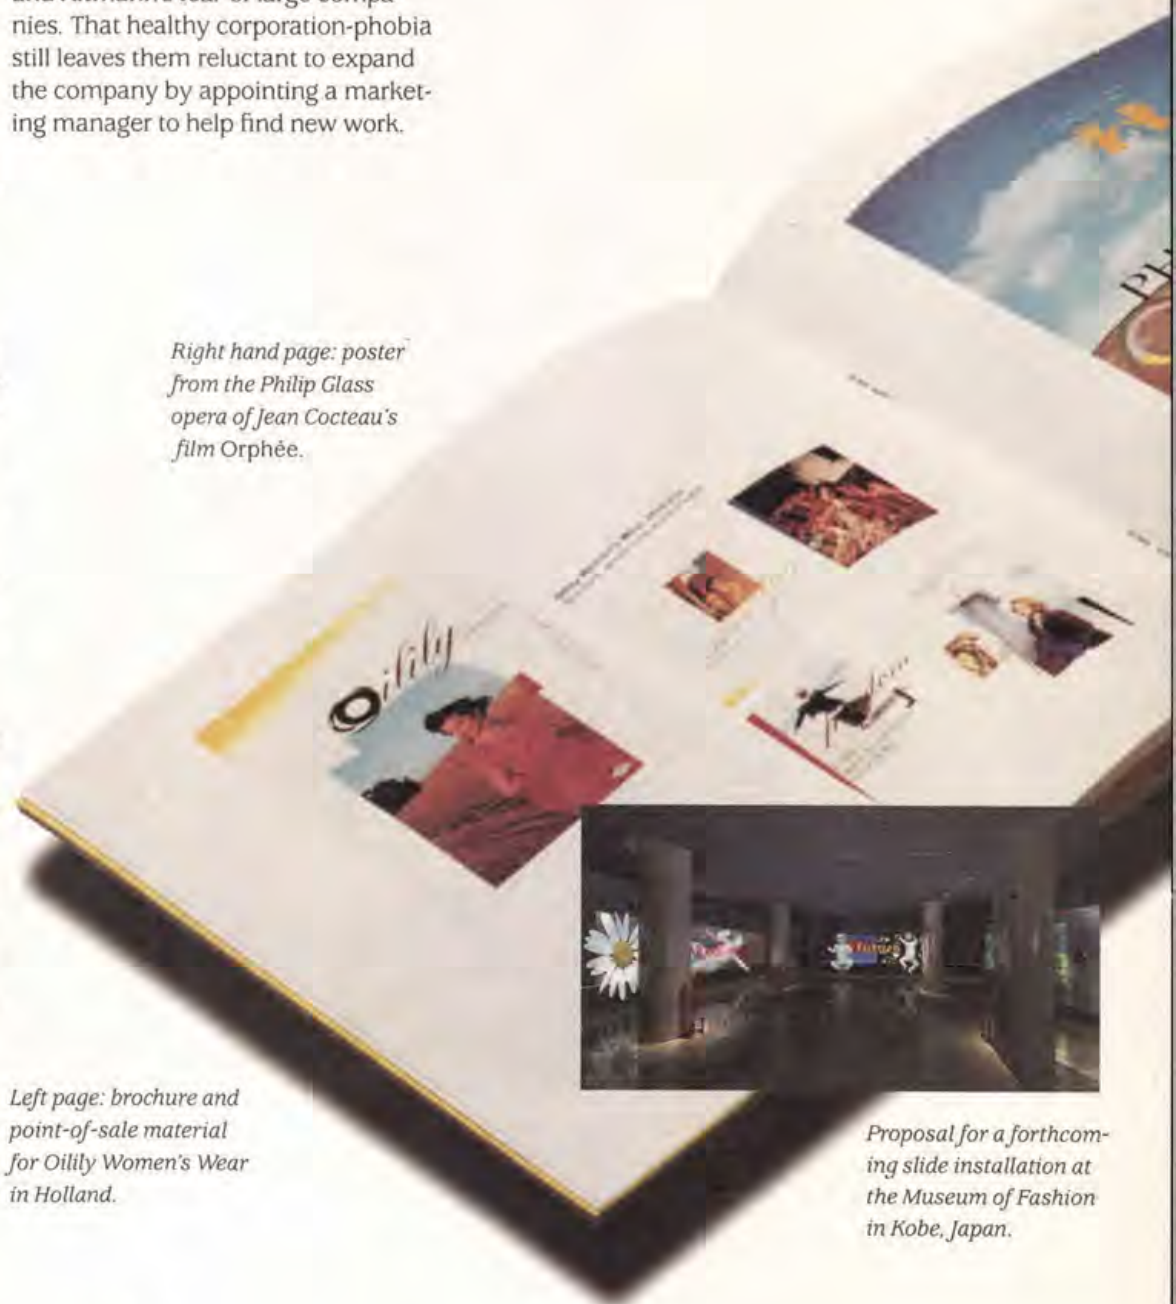 nies. That healthy corporation-phobia
still leaves them reluctant to expand
the company by appointing a market-
ing manager to help find new work.
Right hand page: poster
from the Philip Glass
opera of Jean Cocteau's
film Orphée.
Oilily
PH
future
Left page: brochure and
point-of-sale material
for Oilily Women's Wear
in Holland.
Proposal for a forthcom-
ing slide installation at
the Museum of Fashion
in Kobe, Japan.